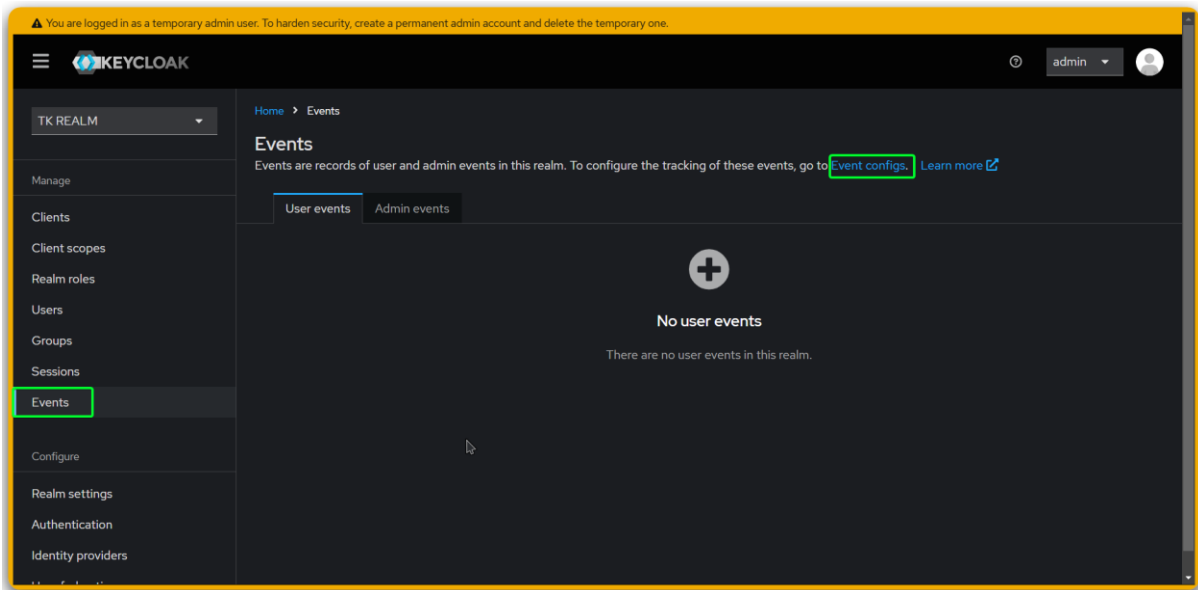 You are logged in as a temporary admin user. To harden security, create a permanent admin account and delete the temporary one.
KEYCLOAK
admin
TK REALM
Manage
Clients
Client scopes
Realm roles
Users
Groups
Sessions
Events
Configure
Realm settings
Authentication
Identity providers
Home > Events
Events
Events are records of user and admin events in this realm. To configure the tracking of these events, go to Event configs. Learn more
User events Admin events
No user events
There are no user events in this realm.